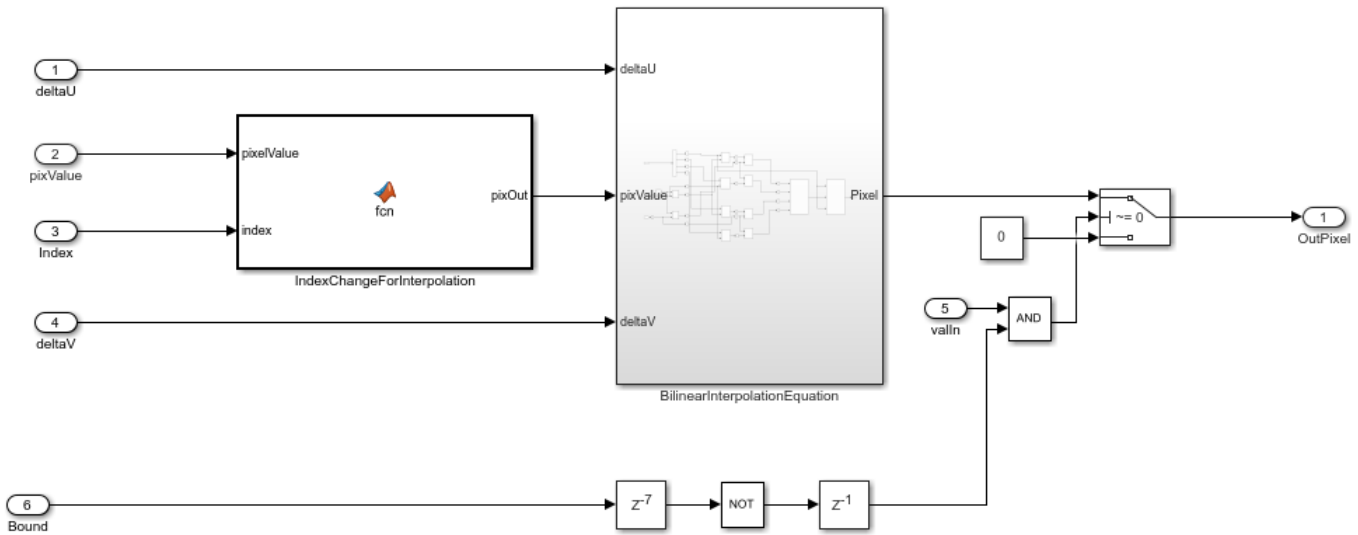 1
deltaU
deltaU
2
pixValue
pixelValue
fcn
pixOut
pixValue
Pixel
3
Index
index
IndexChangeForInterpolation
0
~= 0
1
OutPixel
4
deltaV
deltaV
5
valIn
AND
BilinearInterpolationEquation
6
Bound
Z-7
NOT
Z-1